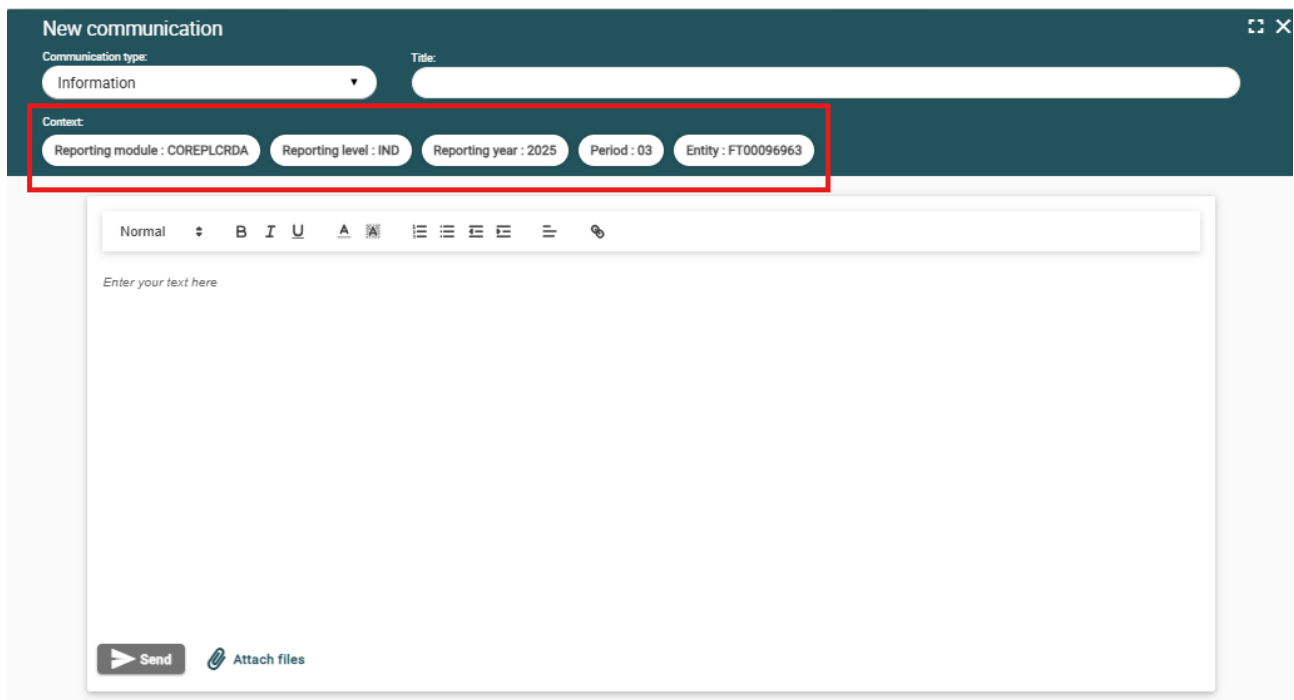 New communication
Communication type: Title:
Information
Context:
Reporting module : COREPLCRDA Reporting level : IND Reporting year : 2025 Period : 03 Entity : FT00096963
Normal B I U A A
Enter your text here
Send Attach files